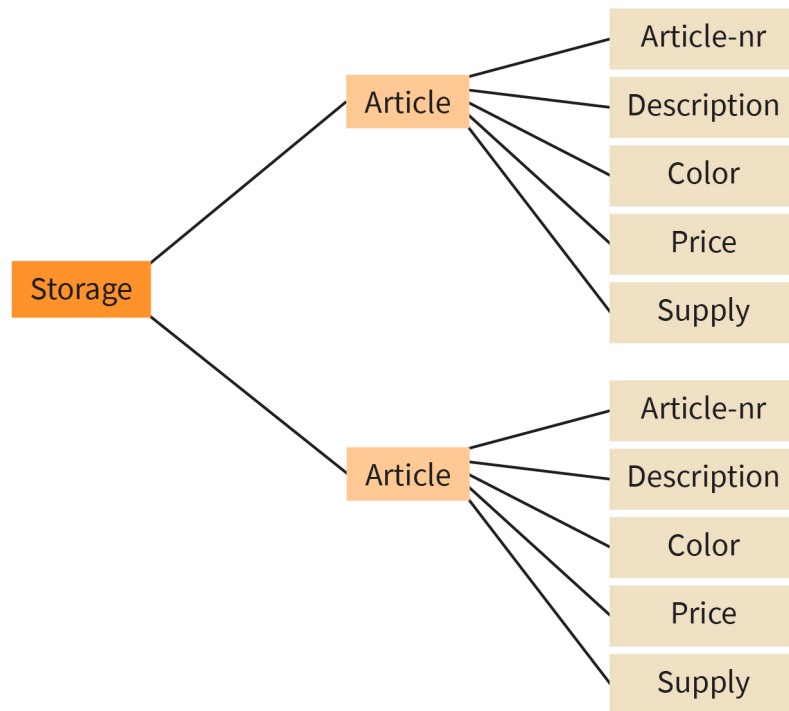 Storage
Article
Article-nr
Description
Color
Price
Supply
Article
Article-nr
Description
Color
Price
Supply